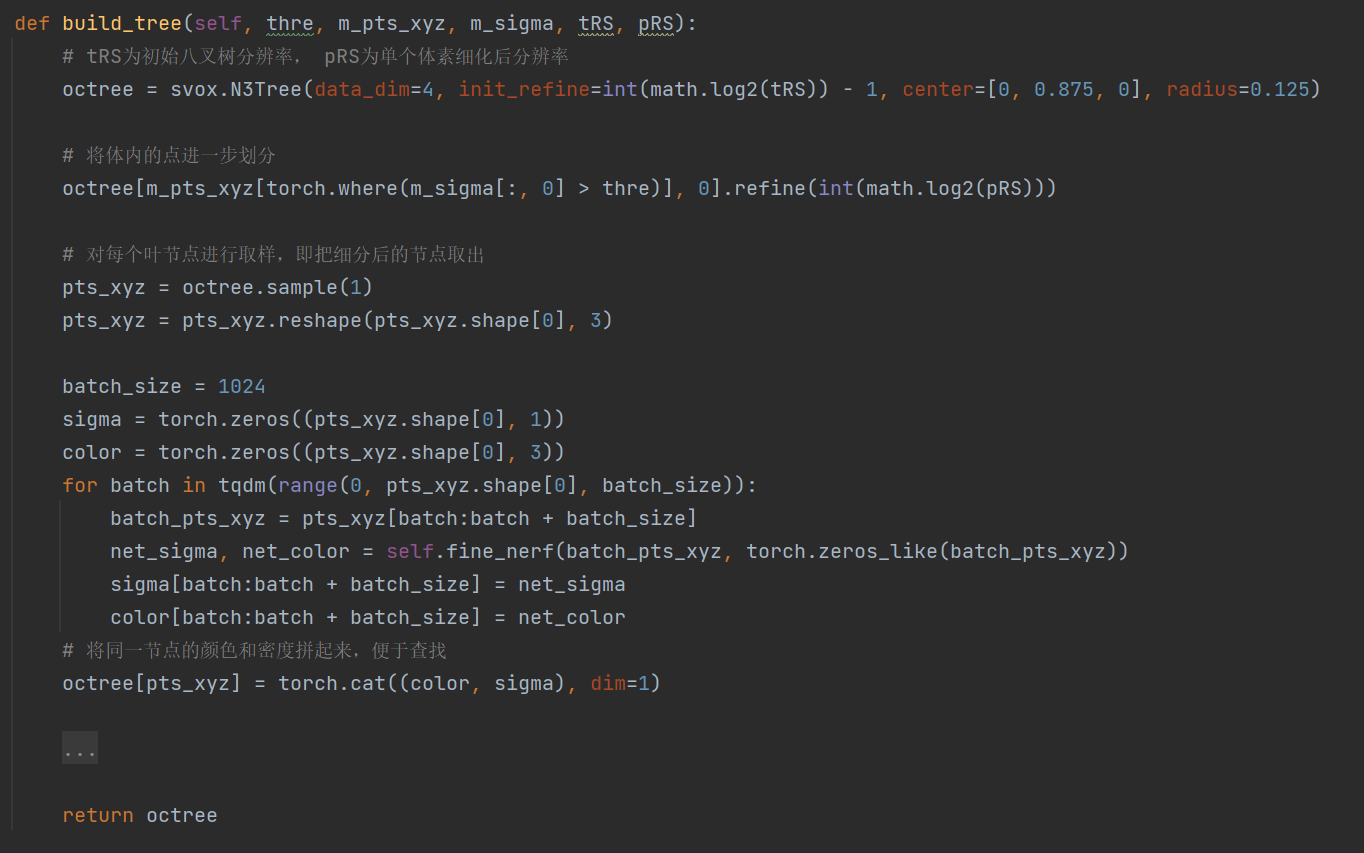 def build_tree(self, thre, m_pts_xyz, m_sigma, tRS, pRS):
# tRS为初始八叉树分辨率， pRS为单个体素细化后分辨率
octree = svox.N3Tree(data_dim=4, init_refine=int(math.log2(tRS)) - 1, center=[0, 0.875, 0], radius=0.125)
# 将体内的点进一步划分
octree[m_pts_xyz[torch.where(m_sigma[:, 0] > thre)], 0].refine(int(math.log2(pRS)))
# 对每个叶节点进行取样，即把细分后的节点取出
pts_xyz = octree.sample(1)
pts_xyz = pts_xyz.reshape(pts_xyz.shape[0], 3)
batch_size = 1024
sigma = torch.zeros((pts_xyz.shape[0], 1))
color = torch.zeros((pts_xyz.shape[0], 3))
for batch in tqdm(range(0, pts_xyz.shape[0], batch_size)):
batch_pts_xyz = pts_xyz[batch:batch + batch_size]
net_sigma, net_color = self.fine_nerf(batch_pts_xyz, torch.zeros_like(batch_pts_xyz))
sigma[batch:batch + batch_size] = net_sigma
color[batch:batch + batch_size] = net_color
# 将同一节点的颜色和密度拼起来，便于查找
octree[pts_xyz] = torch.cat((color, sigma), dim=1)
...
return octree